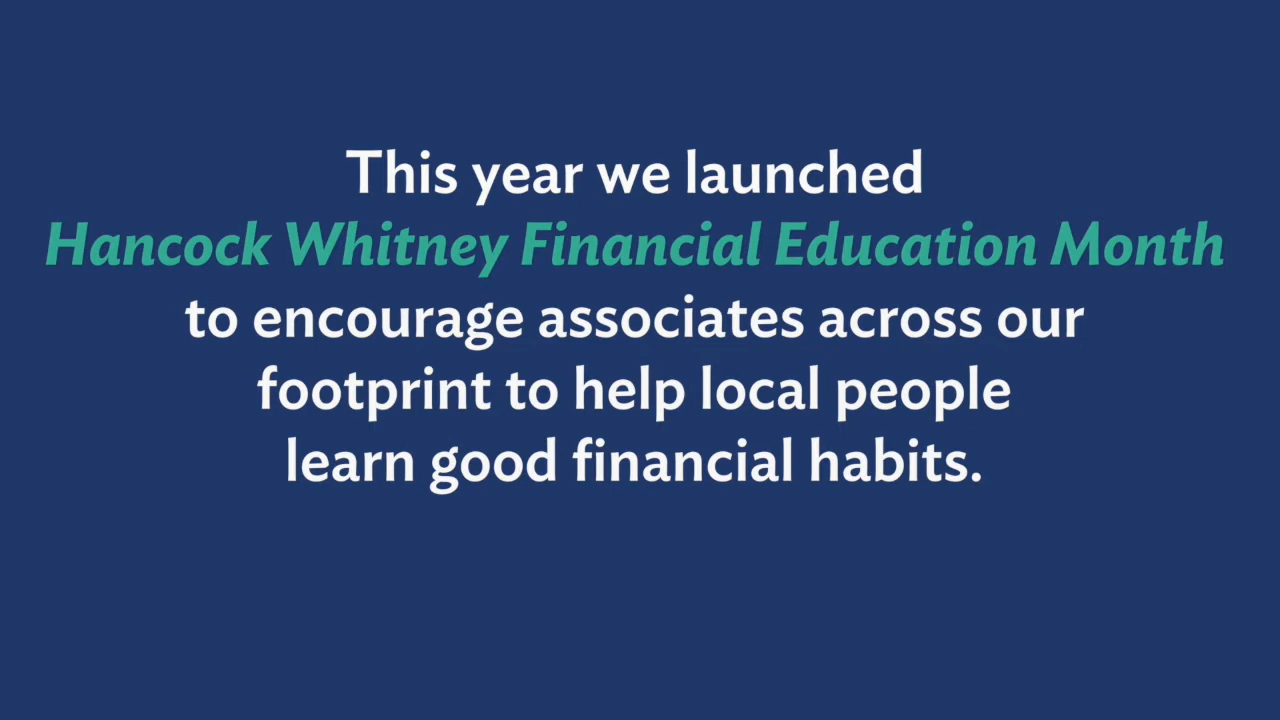 This year we launched
Hancock Whitney Financial Education Month
to encourage associates across our
footprint to help local people
learn good financial habits.